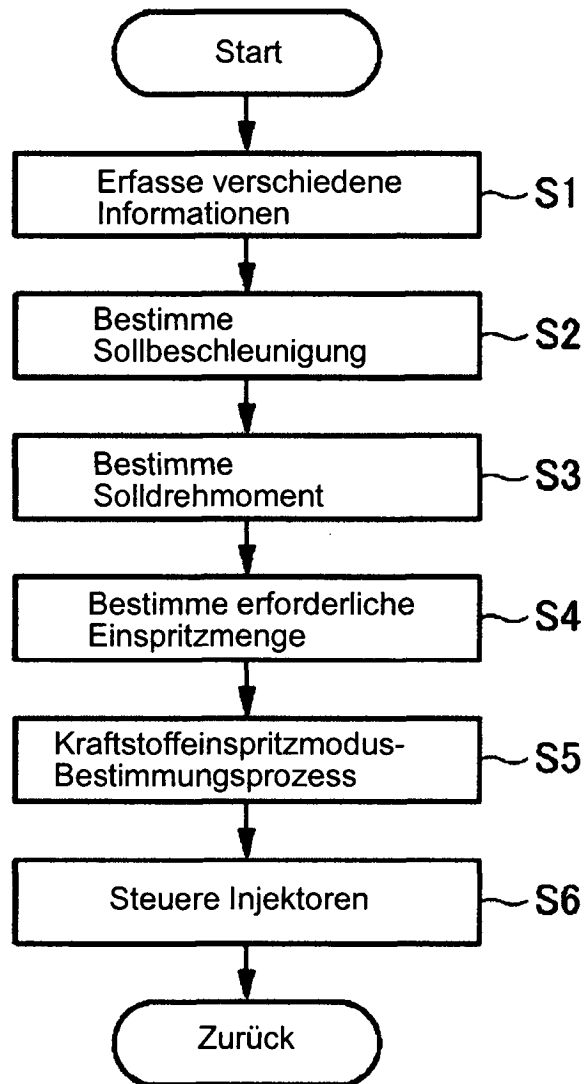 Start
Erfasse verschiedene
Informationen
S1
Bestimme
Sollbeschleunigung
S2
Bestimme
Solldrehmoment
S3
Bestimme erforderliche
Einspritzmenge
S4
Kraftstoffeinspritzmodus-
Bestimmungsprozess
S5
Steuere Injektoren
S6
Zurück